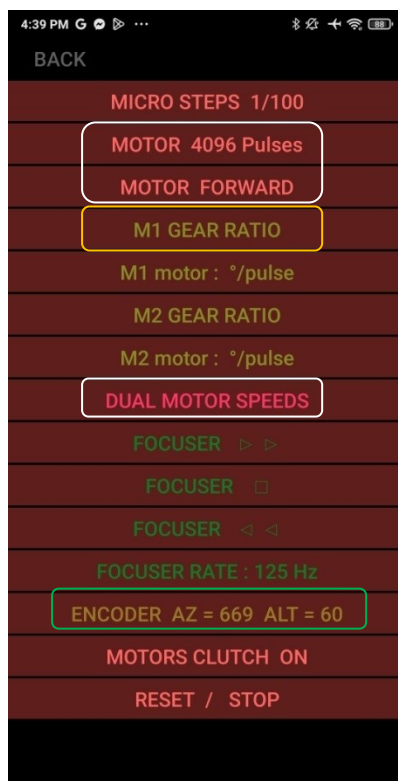 4:39 PM G ··· 88
BACK
MICRO STEPS 1/100
MOTOR 4096 Pulses
MOTOR FORWARD
M1 GEAR RATIO
M1 motor : °/pulse
M2 GEAR RATIO
M2 motor : °/pulse
DUAL MOTOR SPEEDS
FOCUSER ▷ ▷
FOCUSER □
FOCUSER ◁ ◁
FOCUSER RATE : 125 Hz
ENCODER AZ = 669 ALT = 60
MOTORS CLUTCH ON
RESET / STOP